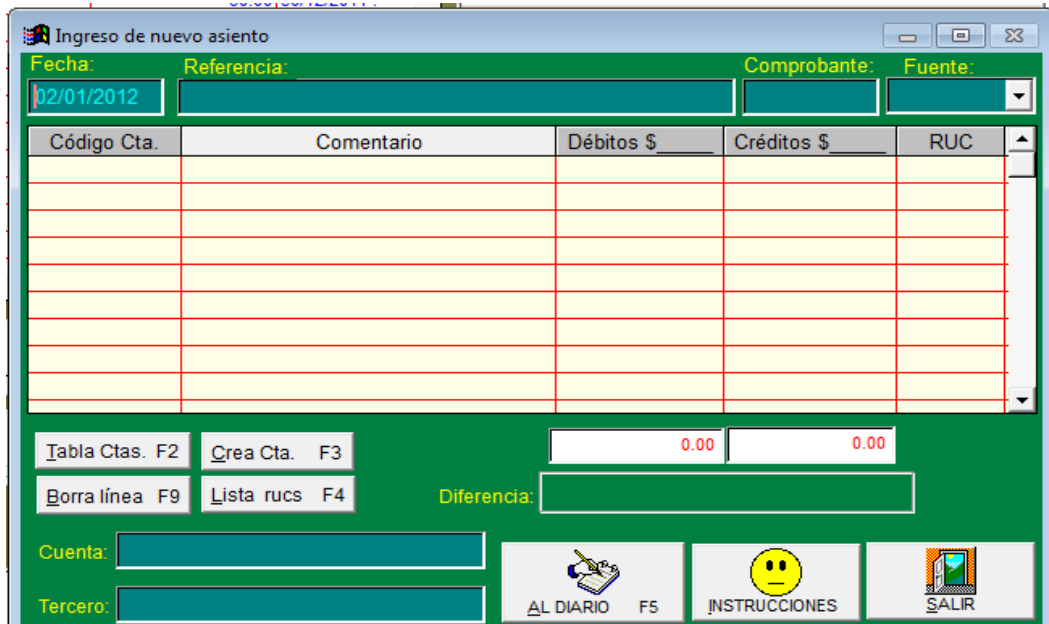 Ingreso de nuevo asiento
Fecha: Referencia: Comprobante: Fuente:
02/01/2012
Código Cta. Comentario Débitos $_____ Créditos $_____ RUC
Tabla Ctas. F2 Crea Cta. F3 0.00 0.00
Borra línea F9 Lista rucs F4 Diferencia:
Cuenta:
Tercero: AL DIARIO F5 INSTRUCCIONES SALIR